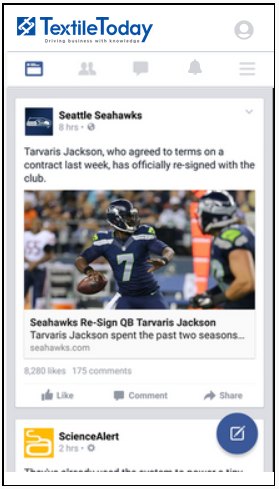 TextileToday
Driving business with knowledge
Seattle Seahawks
8 hrs
Tarvaris Jackson, who agreed to terms on a
contract last week, has officially re-signed with the
club.
7
Seahawks Re-Sign QB Tarvaris Jackson
Tarvaris Jackson spent the past two seasons...
seahawks.com
8,280 likes 175 comments
Like Comment Share
ScienceAlert
2 hrs
They've already used the system to power a tiny